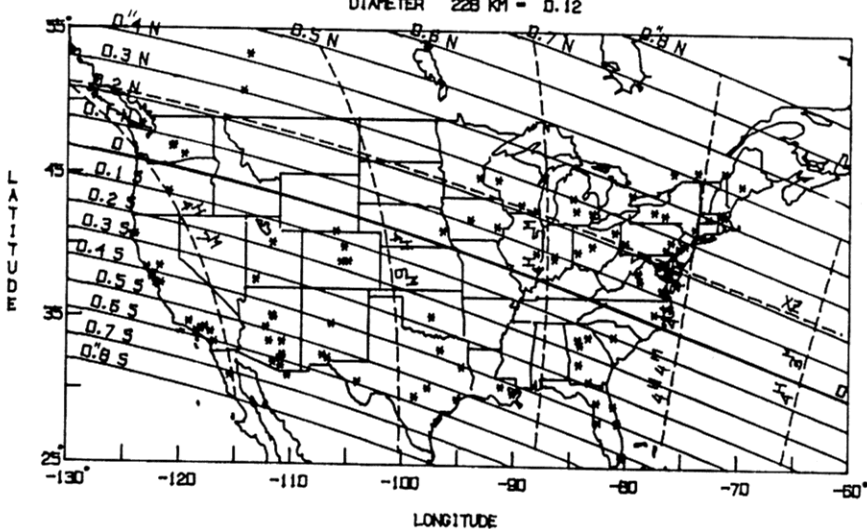 DIAMETER 228 KM = 0.12
55°
0."4 N
0.5 N
0.6 N
0.7 N
0."8 N
0.3 N
0.2 N
0.1 N
0
45
0.1 S
0.2 S
0.3 S
0.4 S
0.5 S
35
0.6 S
0.7 S
0."8 S
25°
LATITUDE
XZ
0
-130°
-120
-110
-100
-90
-80
-70
-60°
LONGITUDE